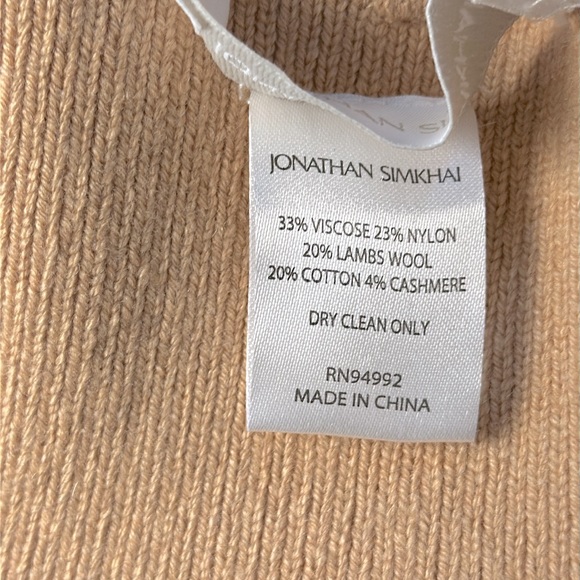 JONATHAN SIMKHAI
33% VISCOSE 23% NYLON
20% LAMBS WOOL
20% COTTON 4% CASHMERE
DRY CLEAN ONLY
RN94992
MADE IN CHINA